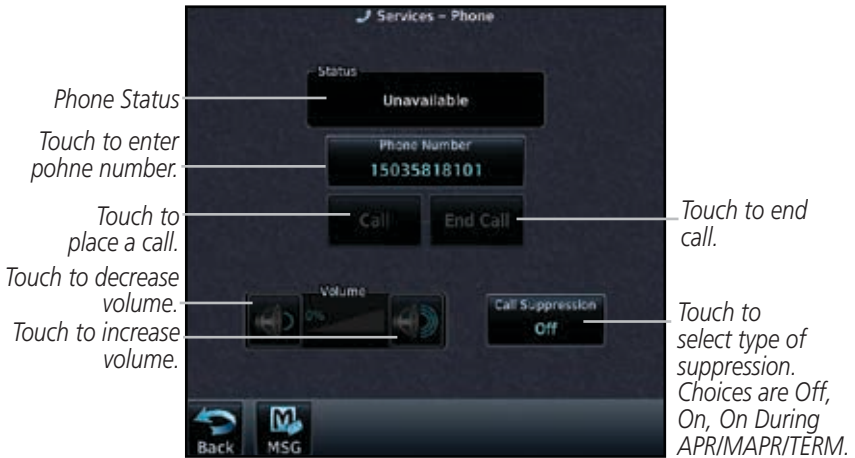 Services – Phone
Status
Unavailable
Phone Number
15035818101
Call
End Call
Volume
0%
Call Suppression
Off
Back
MSG
Phone Status
Touch to enter
pohne number.
Touch to
place a call.
Touch to decrease
volume.
Touch to increase
volume.
Touch to end
call.
Touch to
select type of
suppression.
Choices are Off,
On, On During
APR/MAPR/TERM.